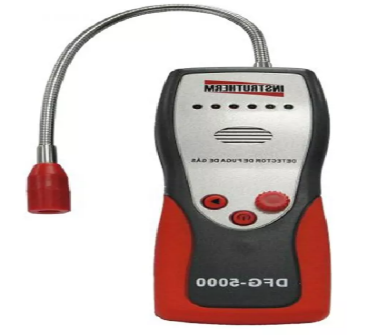 INSTRUTHERM
DETECTOR DE FUGA DE GÁS
DFG-5000